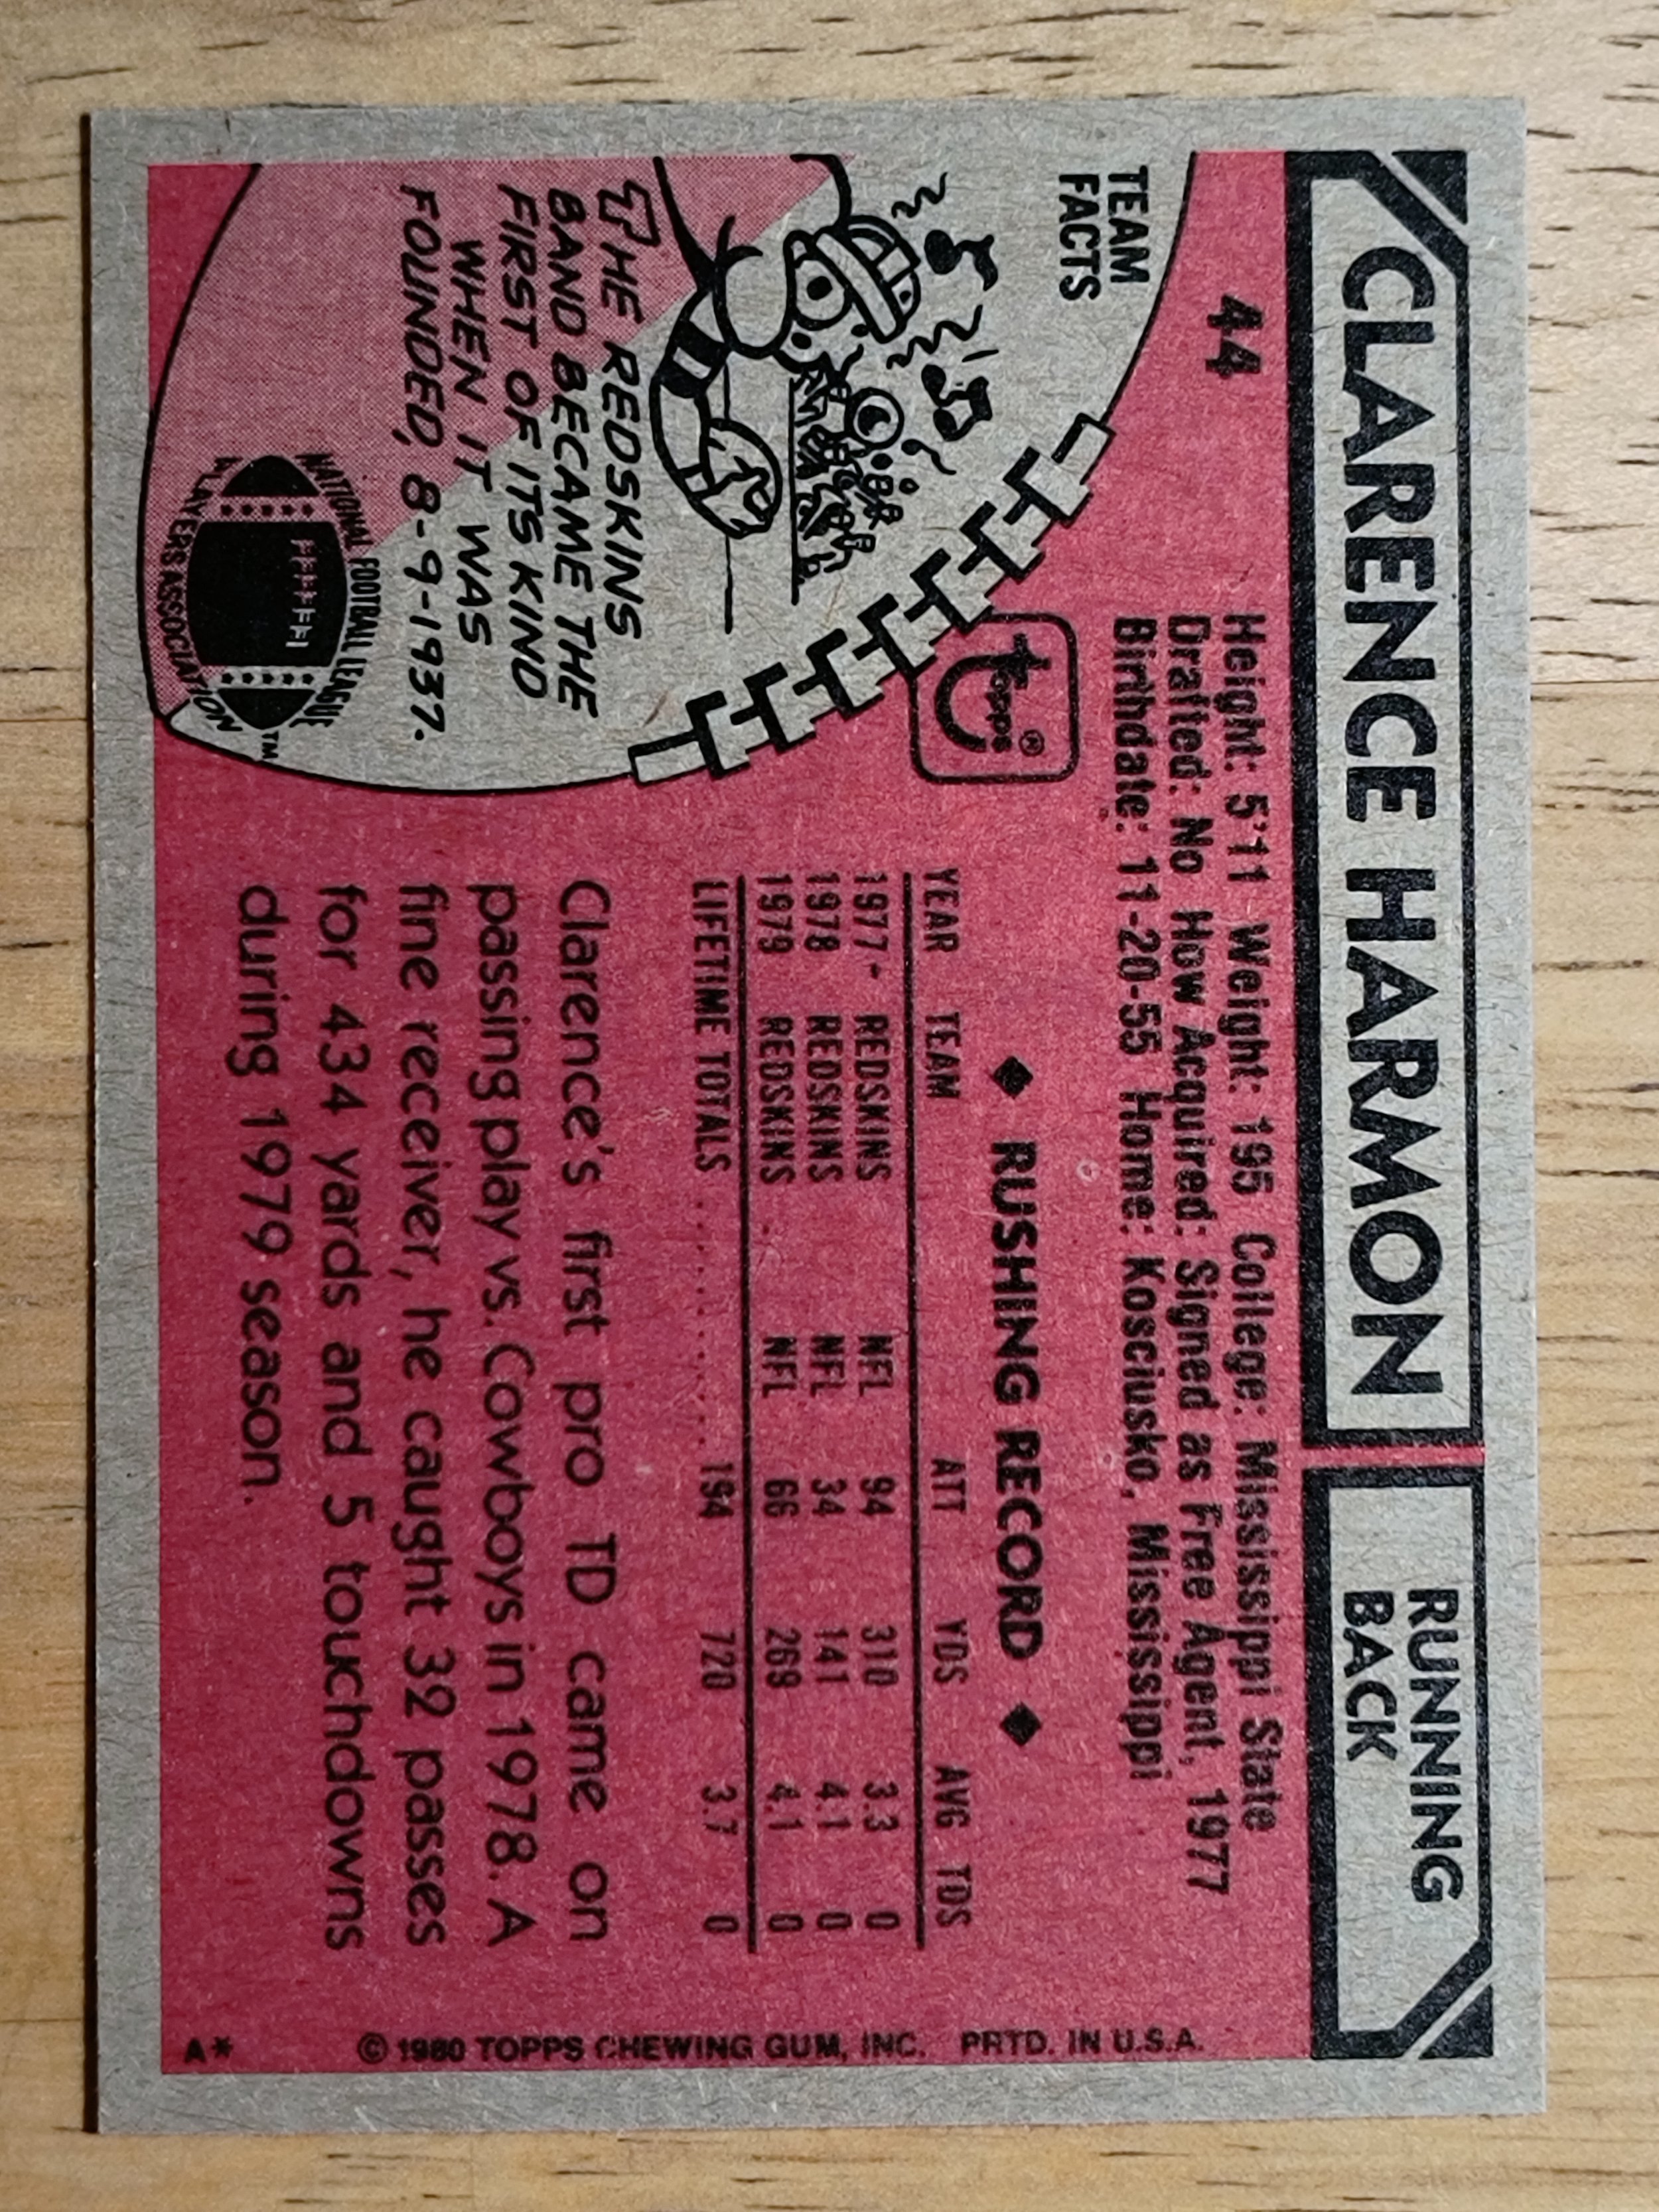 CLARENCE HARMON
RUNNING
BACK
44
Height: 5'11 Weight: 195 College: Mississippi State
Drafted: No How Acquired: Signed as Free Agent, 1977
Birthdate: 11-20-55 Home: Kosciusko, Mississippi
TEAM
FACTS
topps®
THE REDSKINS
BAND BECAME THE
FIRST OF ITS KIND
WHEN IT WAS
FOUNDED, 8-9-1937.
NATIONAL FOOTBALL LEAGUE
PLAYERS ASSOCIATION
TM
◆ RUSHING RECORD ◆
YEAR TEAM ATT YDS AVG TDS
1977 REDSKINS NFL 94 310 3.3 0
1978 REDSKINS NFL 34 141 4.1 0
1979 REDSKINS NFL 66 269 4.1 0
LIFETIME TOTALS .............. 194 720 3.7 0
Clarence's first pro TD came on
passing play vs. Cowboys in 1978. A
fine receiver, he caught 32 passes
for 434 yards and 5 touchdowns
during 1979 season.
© 1980 TOPPS CHEWING GUM, INC. PRTD. IN U.S.A.
A*